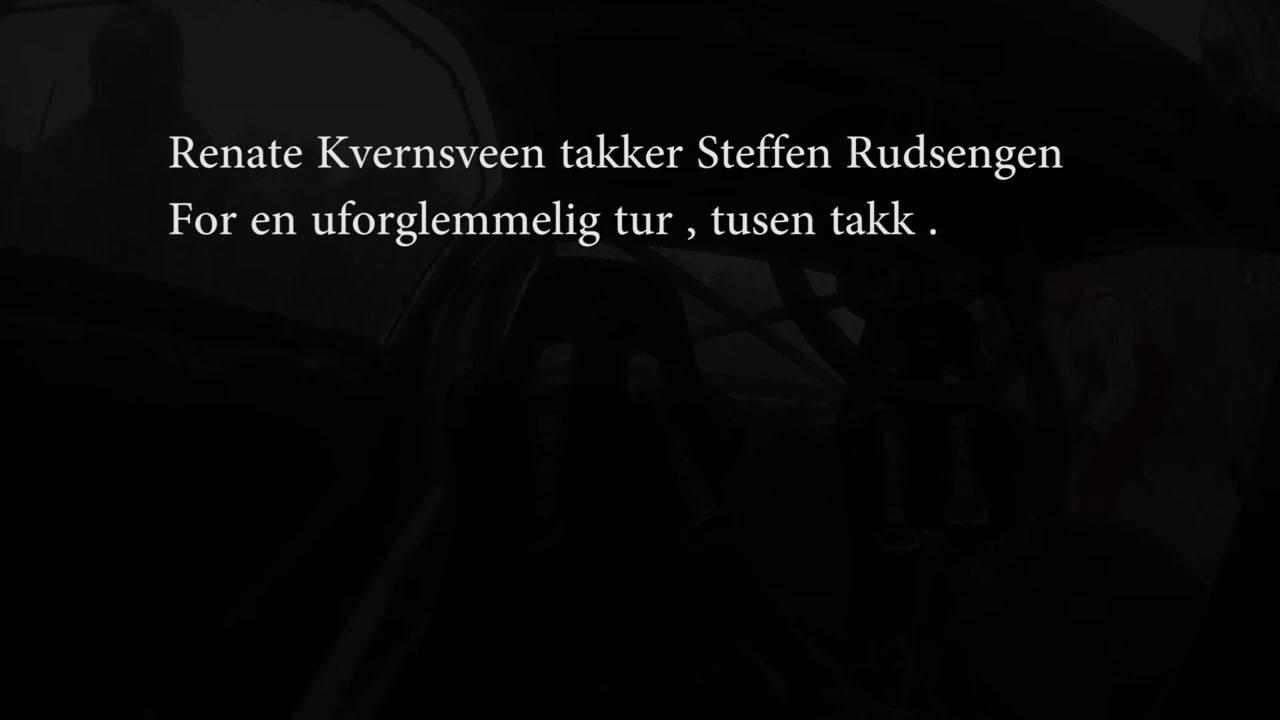 Renate Kvernsveen takker Steffen Rudsengen
For en uforglemmelig tur , tusen takk .